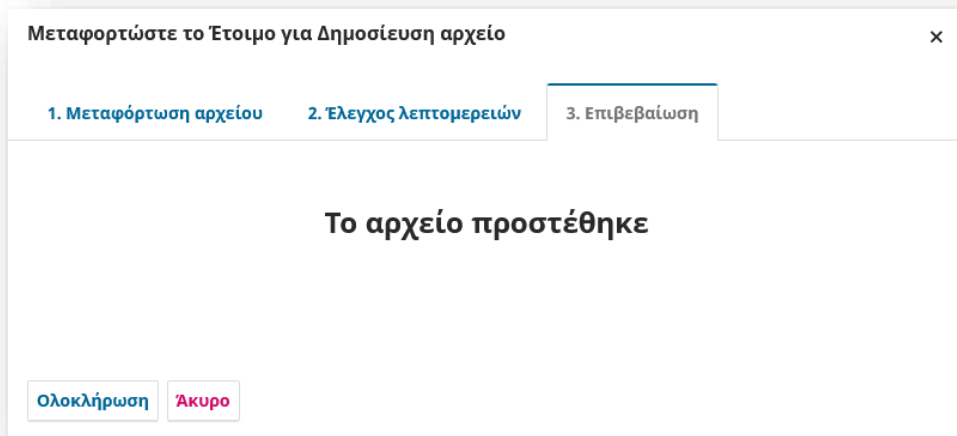 Μεταφορτώστε το Έτοιμο για Δημοσίευση αρχείο ×
1. Μεταφόρτωση αρχείου 2. Έλεγχος λεπτομερειών 3. Επιβεβαίωση
Το αρχείο προστέθηκε
Ολοκλήρωση Άκυρο